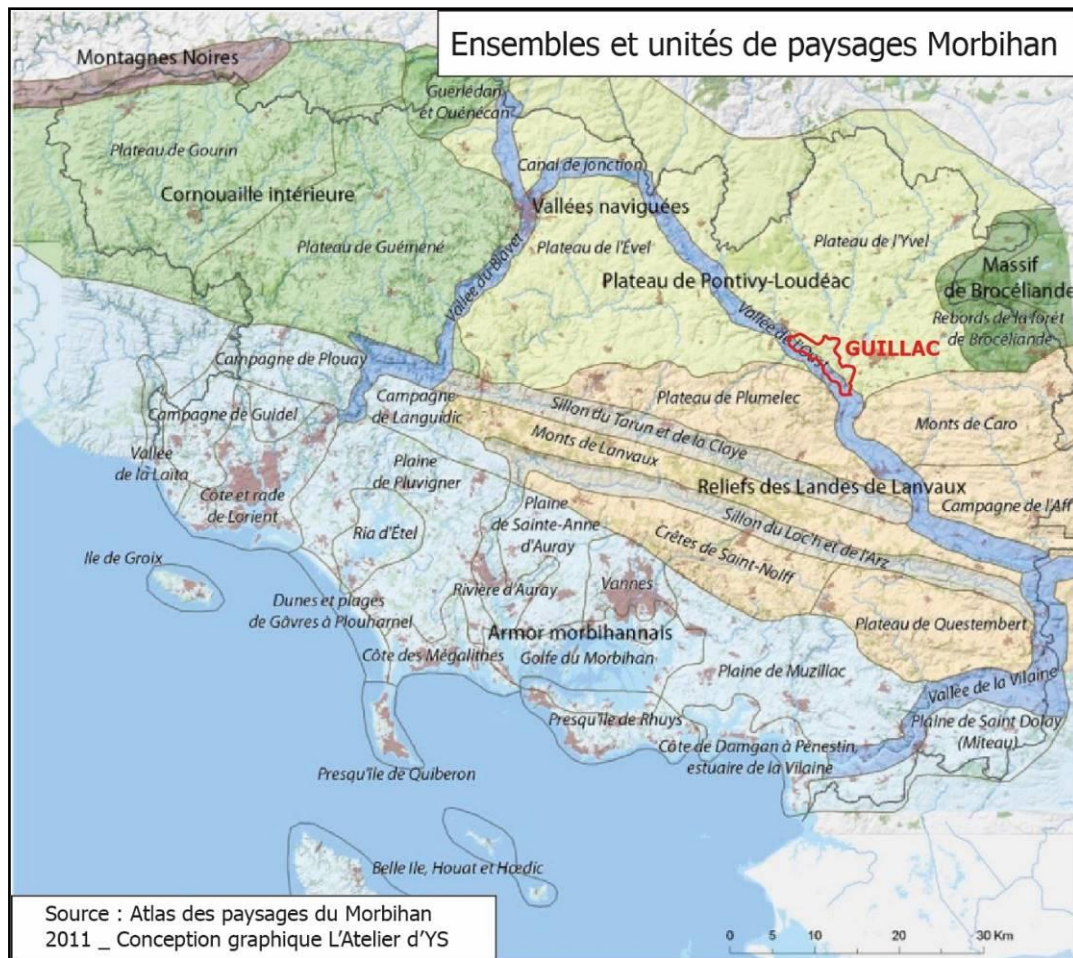 Ensembles et unités de paysages Morbihan
Montagnes Noires
Guerlédan
et Quénécan
Plateau de Gourin
Cornouaille intérieure
Canal de jonction
Vallées naviguées
Plateau de Guémené
Plateau de l'Ével
Plateau de l'Yvel
Vallée du Blavet
Plateau de Pontivy-Loudéac
Massif
de Brocéliande
Rebords de la forêt
de Brocéliande
Vallée de l'Oust
GUILLAC
Campagne de Plouay
Campagne de Guidel
Campagne
de Languidic
Plateau de Plumelec
Sillon du Tarun et de la Claye
Monts de Lanvaux
Monts de Caro
Vallée
de la Laïta
Plaine
de Pluvigner
Reliefs des Landes de Lanvaux
Côte et rade
de Lorient
Campagne de l'Aff
Plaine
de Sainte-Anne
d'Auray
Ria d'Étel
Sillon du Loc'h et de l'Arz
Crêtes de Saint-Nolff
Ile de Groix
Rivière d'Auray
Vannes
Dunes et plages
de Gâvres à Plouharnel
Armor morbihannais
Plateau de Questembert
Côte des Mégalithes
Golfe du Morbihan
Plaine de Muzillac
Vallée de la Vilaine
Presqu'île de Rhuys
Plaine de Saint Dolay
(Miteau)
Côte de Damgan à Pénestin,
estuaire de la Vilaine
Presqu'île de Quiberon
Belle Ile, Houat et Hœdic
Source : Atlas des paysages du Morbihan
2011 _ Conception graphique L'Atelier d'YS
0 5 10 20 30 Km